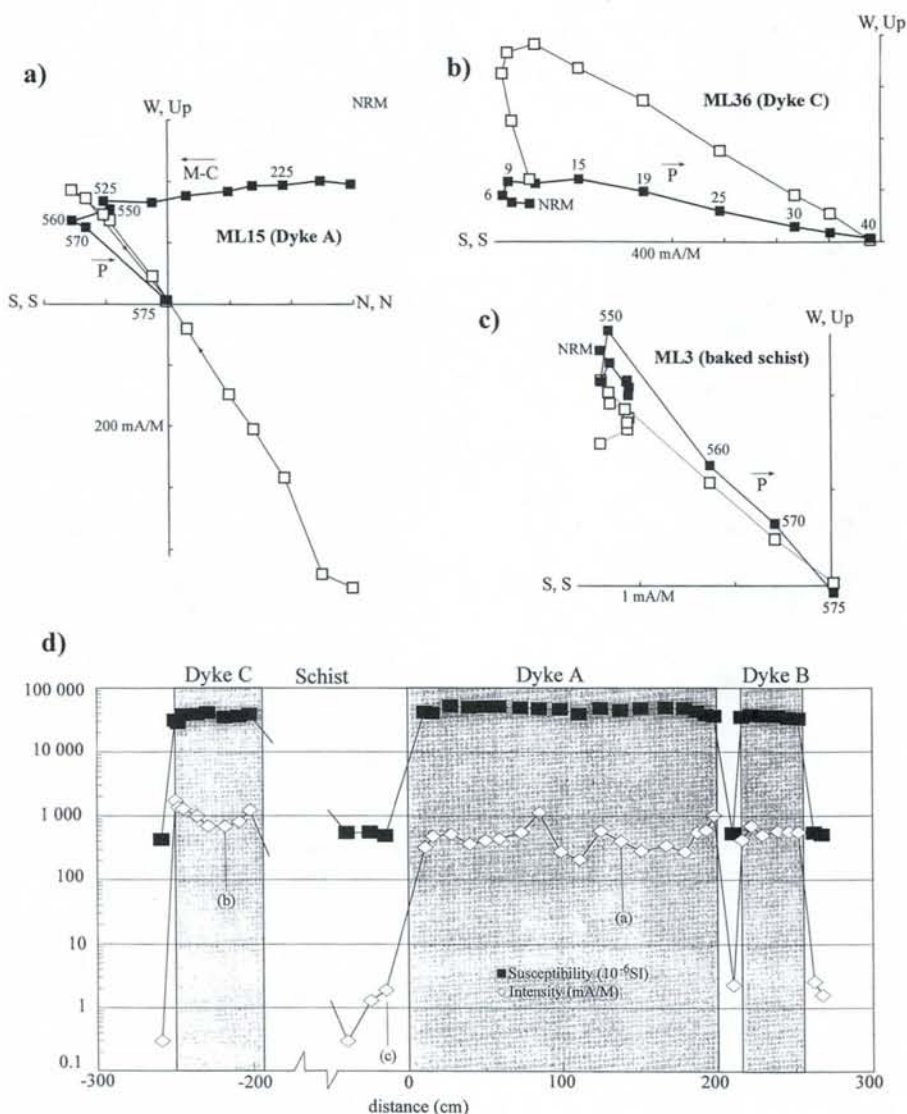 a)
W, Up
NRM
M-C
225
525
550
560
570
P
ML15 (Dyke A)
S, S
575
N, N
200 mA/M
b)
W, Up
ML36 (Dyke C)
6
9
NRM
15
P
19
25
30
40
S, S
400 mA/M
c)
W, Up
550
NRM
ML3 (baked schist)
560
P
570
S, S
1 mA/M
575
d)
Dyke C
Schist
Dyke A
Dyke B
100 000
10 000
1 000
100
10
1
0.1
(b)
(a)
(c)
Susceptibility (10⁻⁶SI)
Intensity (mA/M)
-300
-200
0
100
200
300
distance (cm)